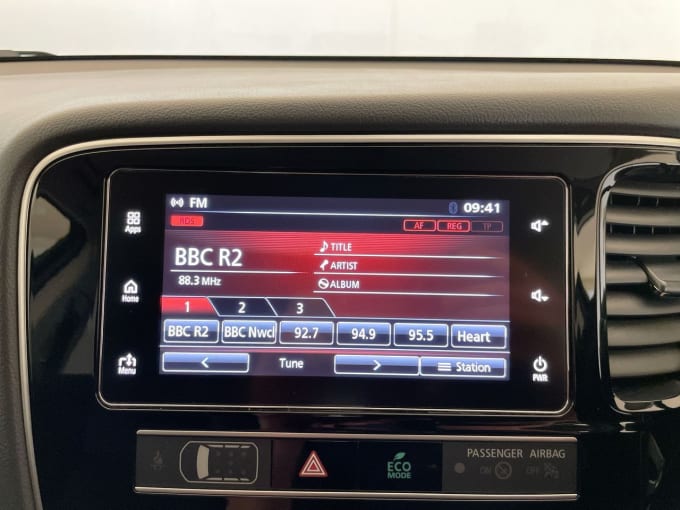 FM
09:41
RDS
AF REG TP
Apps
BBC R2
88.3 MHz
TITLE
ARTIST
ALBUM
Home
1 2 3
BBC R2 BBC Nwcl 92.7 94.9 95.5 Heart
Menu
< Tune > Station
PWR
ECO
MODE
PASSENGER AIRBAG
ON OFF